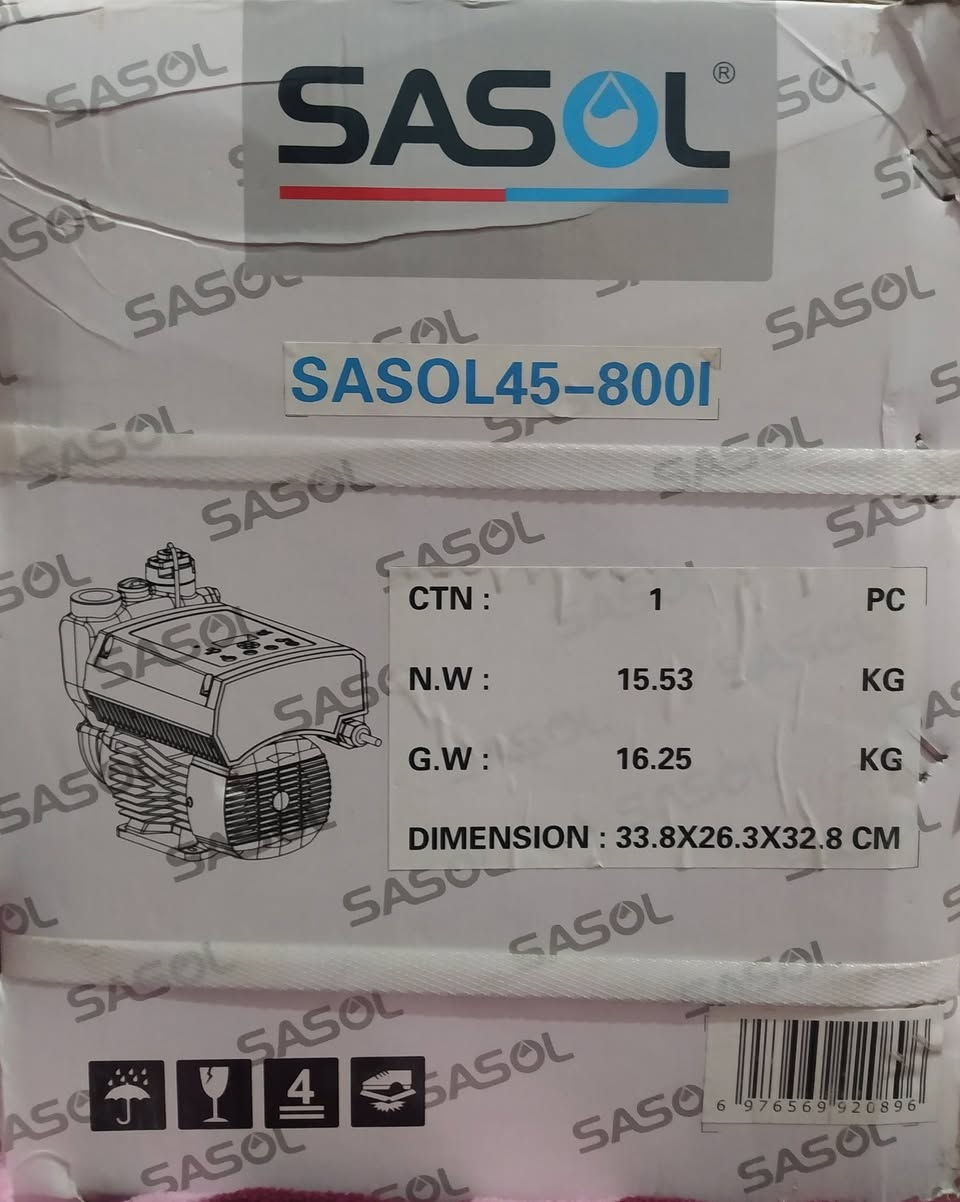 SASOL®
SASOL45-800I
CTN : 1 PC
N.W : 15.53 KG
G.W : 16.25 KG
DIMENSION : 33.8X26.3X32.8 CM
4
6 976569 920896